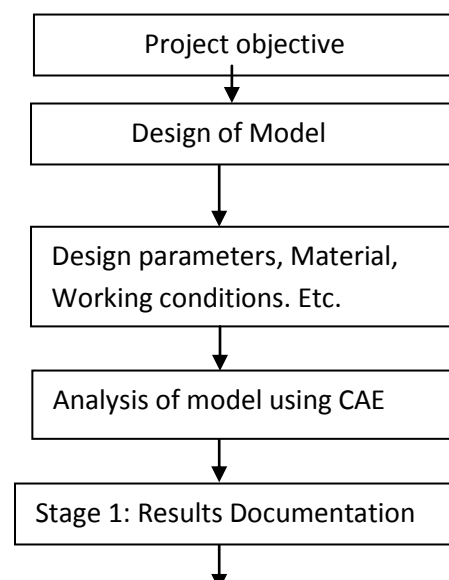 Project objective
Design of Model
Design parameters, Material,
Working conditions. Etc.
Analysis of model using CAE
Stage 1: Results Documentation